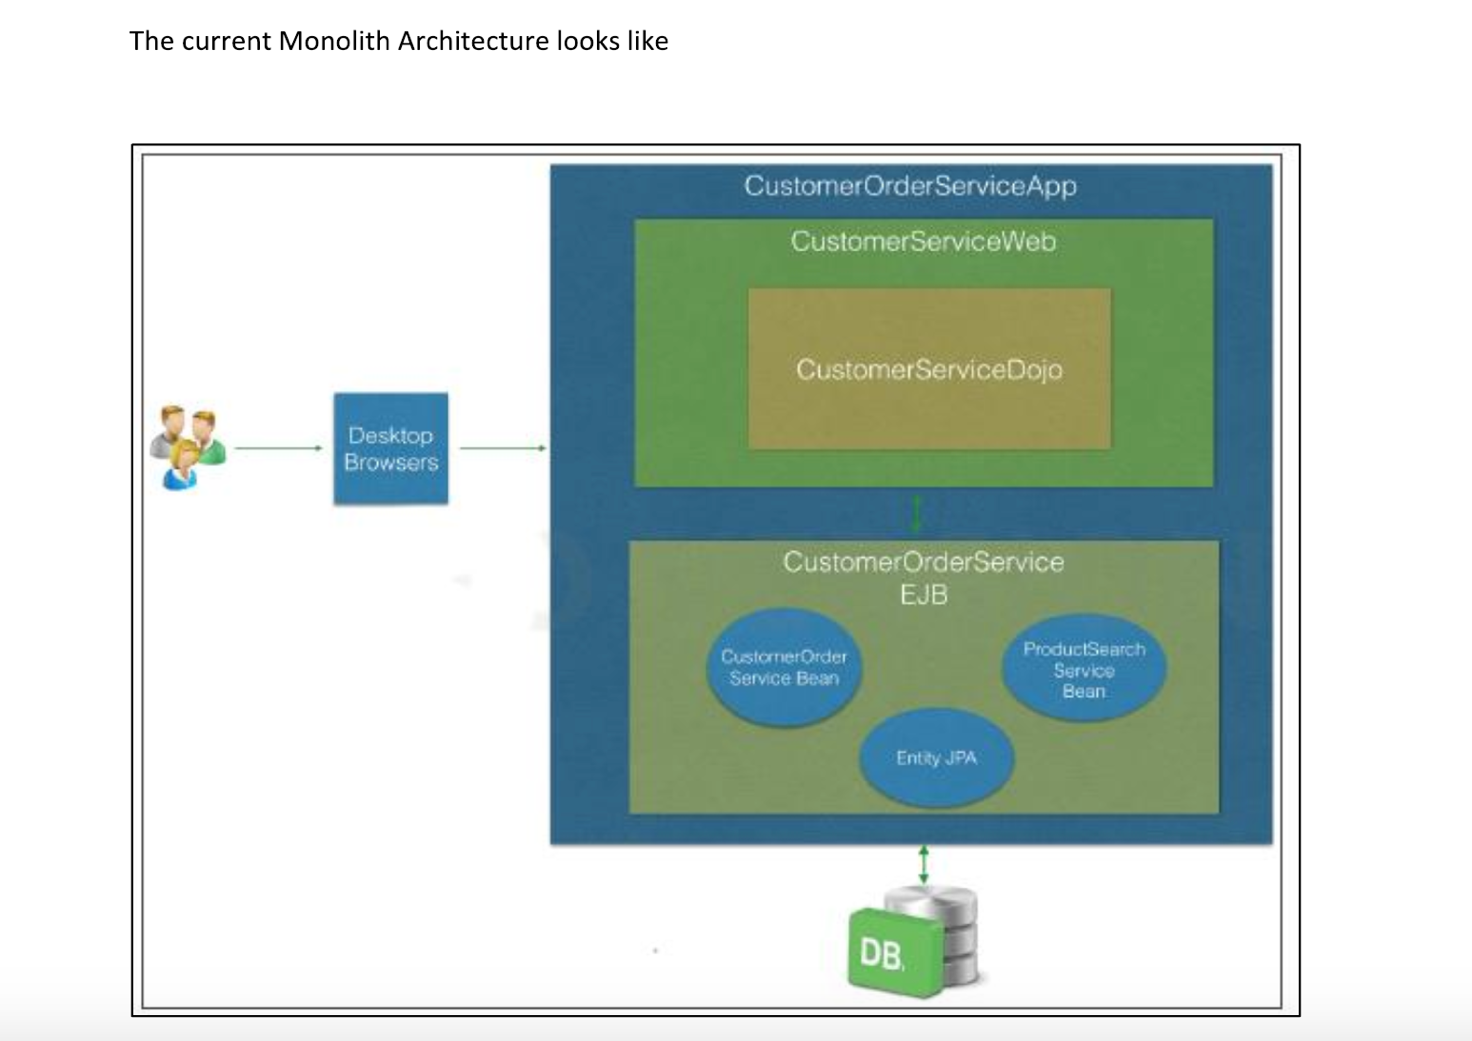 The current Monolith Architecture looks like
CustomerOrderServiceApp
CustomerServiceWeb
CustomerServiceDojo
Desktop
Browsers
CustomerOrderService
EJB
CustomerOrder
Service Bean
ProductSearch
Service
Bean
Entity JPA
DB.